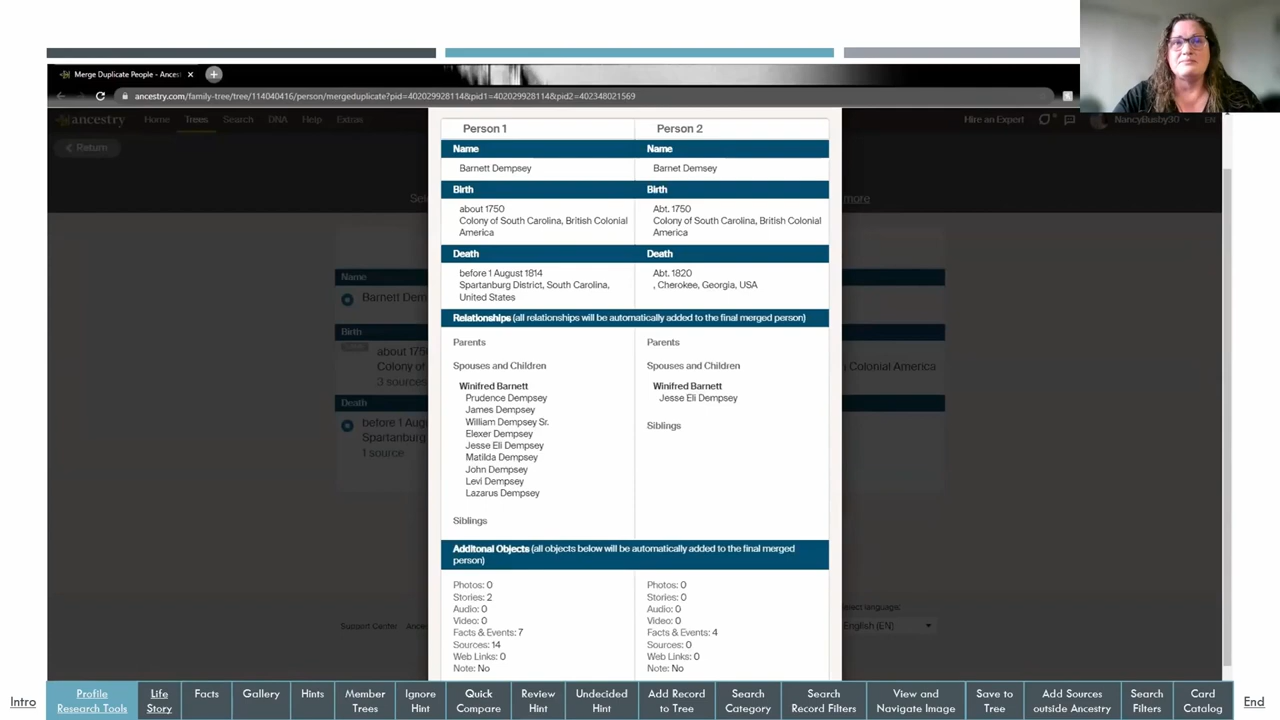 Merge Duplicate People - Ances
ancestry.com/family-tree/tree/114040416/person/mergeduplicate?pid=402029928114&pid1=402029928114&pid2=402348021569
ancestry Home Trees Search DNA Help Extras Hire an Expert NancyBusby30 EN
Return
Person 1 Person 2
Name Name
Barnett Dempsey Barnet Demsey
Birth Birth
about 1750 Abt. 1750
Colony of South Carolina, British Colonial Colony of South Carolina, British Colonial
America America
Death Death
before 1 August 1814 Abt. 1820
Spartanburg District, South Carolina, , Cherokee, Georgia, USA
United States
Relationships (all relationships will be automatically added to the final merged person)
Parents Parents
Spouses and Children Spouses and Children
Winifred Barnett Winifred Barnett
Prudence Dempsey Jesse Eli Dempsey
James Dempsey
William Dempsey Sr.
Elexer Dempsey Siblings
Jesse Eli Dempsey
Matilda Dempsey
John Dempsey
Levi Dempsey
Lazarus Dempsey
Siblings
Additonal Objects (all objects below will be automatically added to the final merged
person)
Photos: 0 Photos: 0
Stories: 2 Stories: 0
Audio: 0 Audio: 0
Video: 0 Video: 0
Facts & Events: 7 Facts & Events: 4
Sources: 14 Sources: 0
Web Links: 0 Web Links: 0
Note: No Note: No
Sele
more
Name
Barnett Dem
Birth
about 175
Colony of
Colonial America
3 sources
Death
before 1 Augu
Spartanburg
1 source
Support Center Ances
elect language:
English (EN)
Intro
Profile
Research Tools
Life
Story
Facts
Gallery
Hints
Member
Trees
Ignore
Hint
Quick
Compare
Review
Hint
Undecided
Hint
Add Record
to Tree
Search
Category
Search
Record Filters
View and
Navigate Image
Save to
Tree
Add Sources
outside Ancestry
Search
Filters
Card
Catalog
End